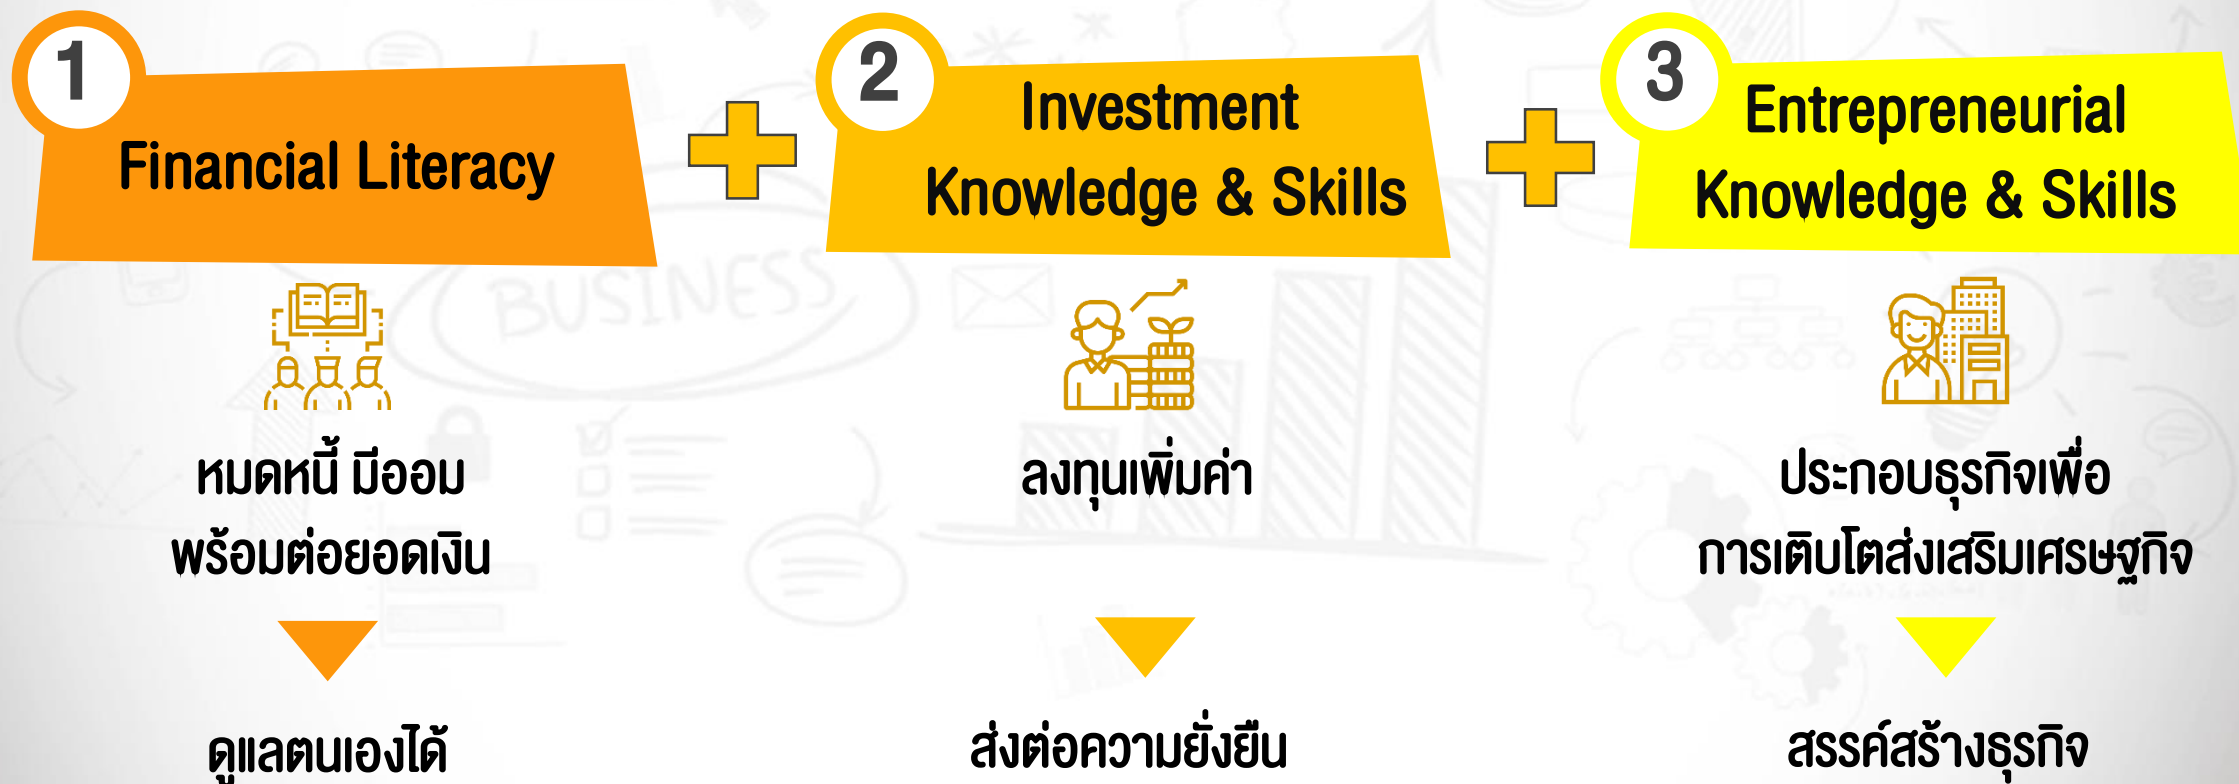 1
Financial Literacy
หมดหนี้ มีออม
พร้อมต่อยอดเงิน
ดูแลตนเองได้
2
Investment
Knowledge & Skills
ลงทุนเพิ่มค่า
ส่งต่อความยั่งยืน
3
Entrepreneurial
Knowledge & Skills
ประกอบธุรกิจเพื่อ
การเติบโตส่งเสริมเศรษฐกิจ
สรรค์สร้างธุรกิจ
BUSINESS